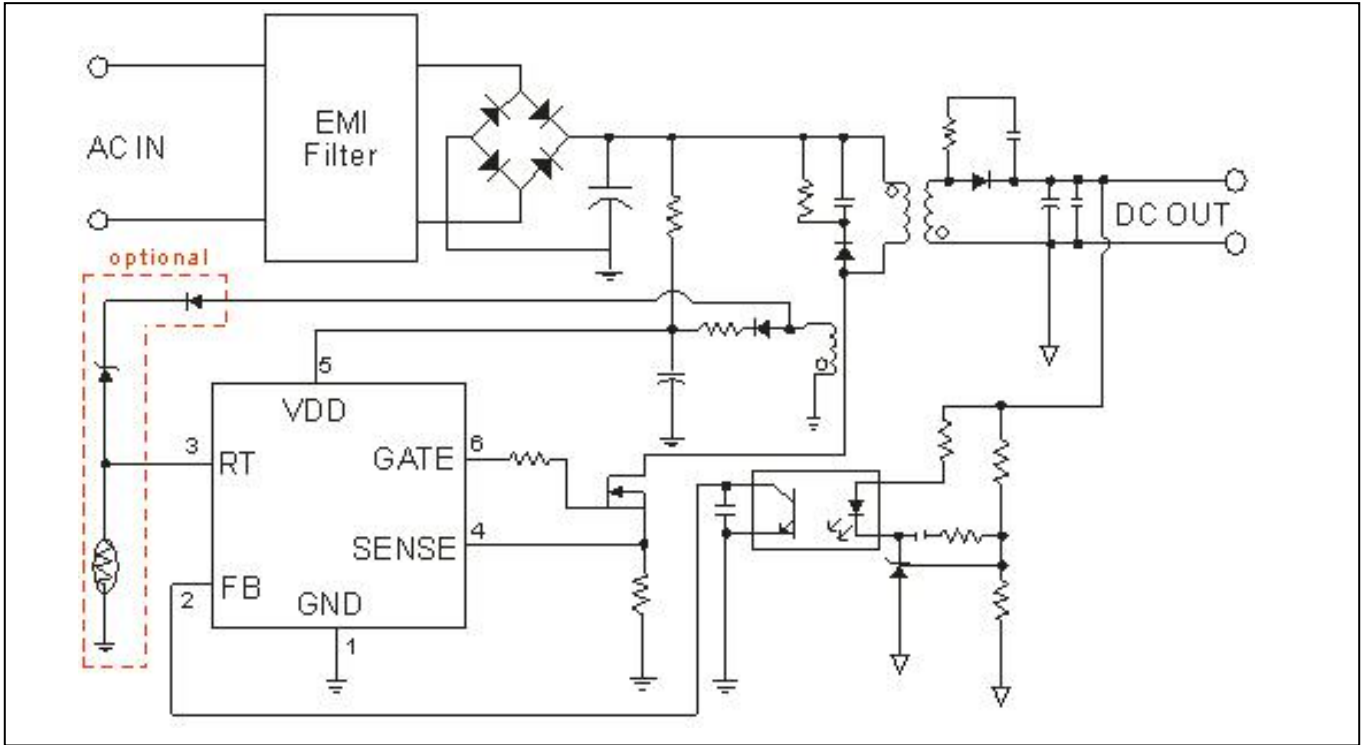 EMI
Filter
AC IN
DC OUT
optional
5
VDD
3
RT
GATE
6
4
SENSE
FB
2
GND
1